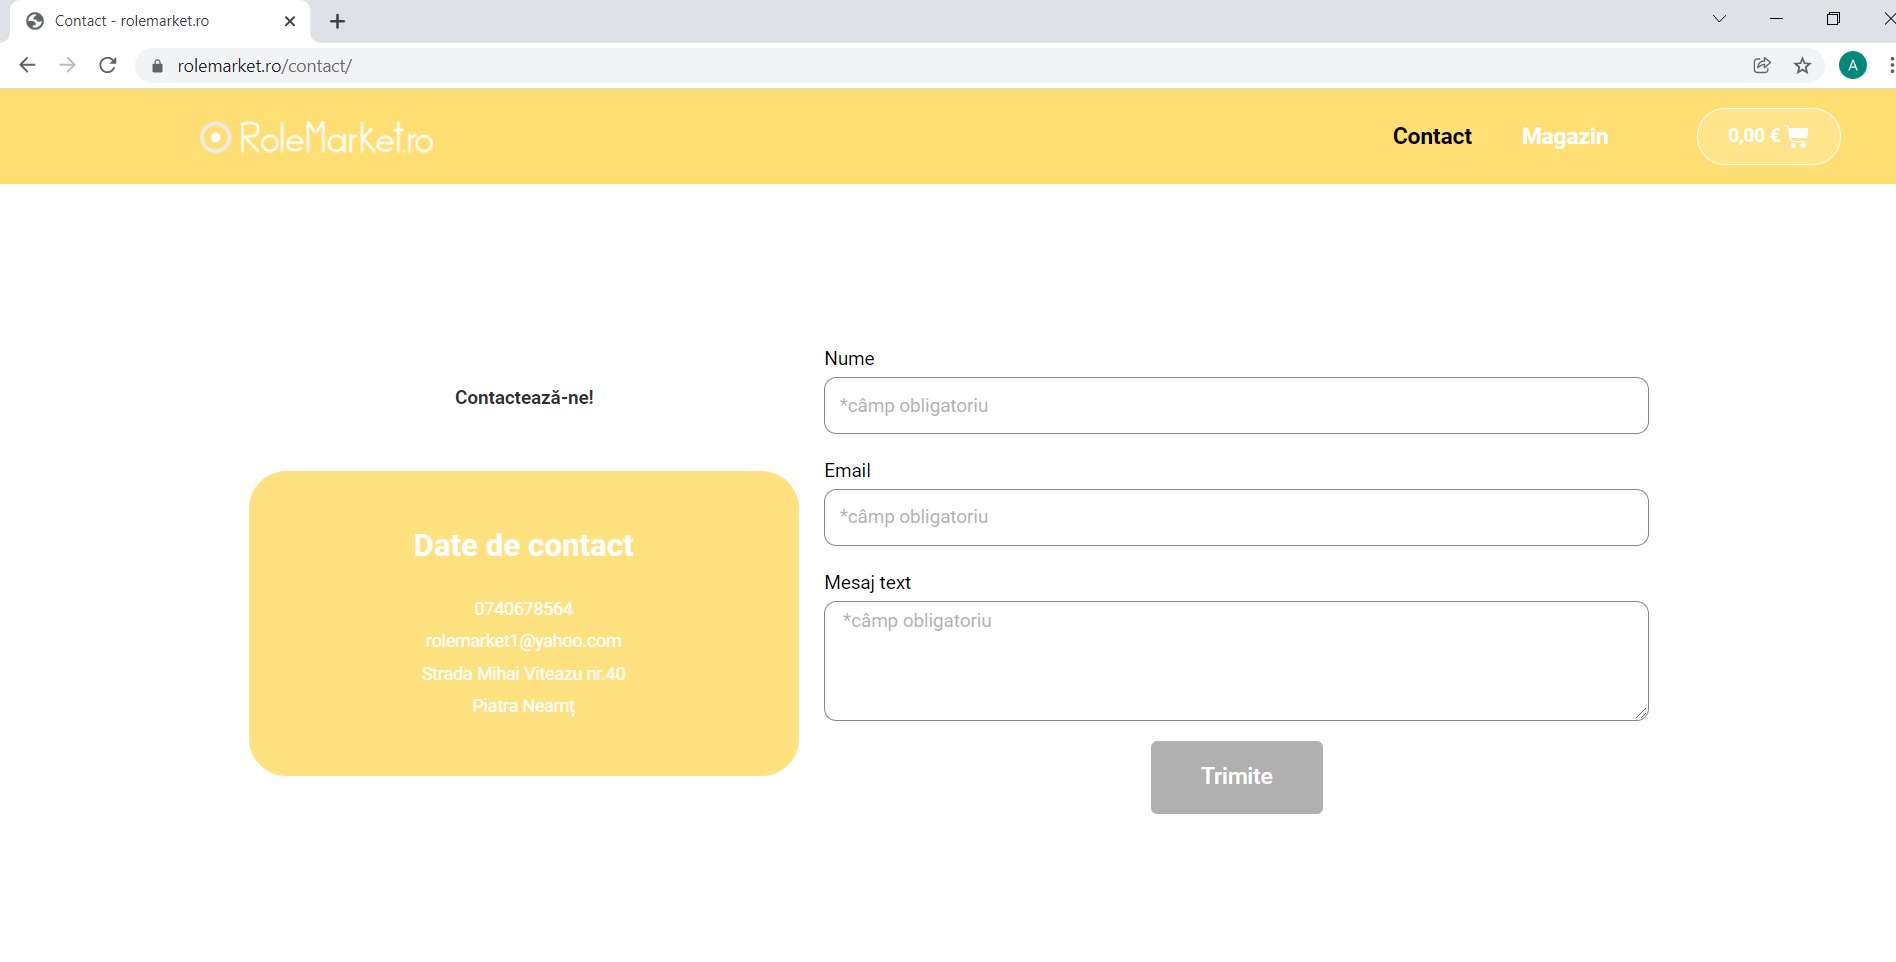 Contact - rolemarket.ro
rolemarket.ro/contact/
A
RoleMarket.ro
Contact
Magazin
0,00 €
Contactează-ne!
Date de contact
0740678564
rolemarket1@yahoo.com
Strada Mihai Viteazu nr.40
Piatra Neamț
Nume
*câmp obligatoriu
Email
*câmp obligatoriu
Mesaj text
*câmp obligatoriu
Trimite